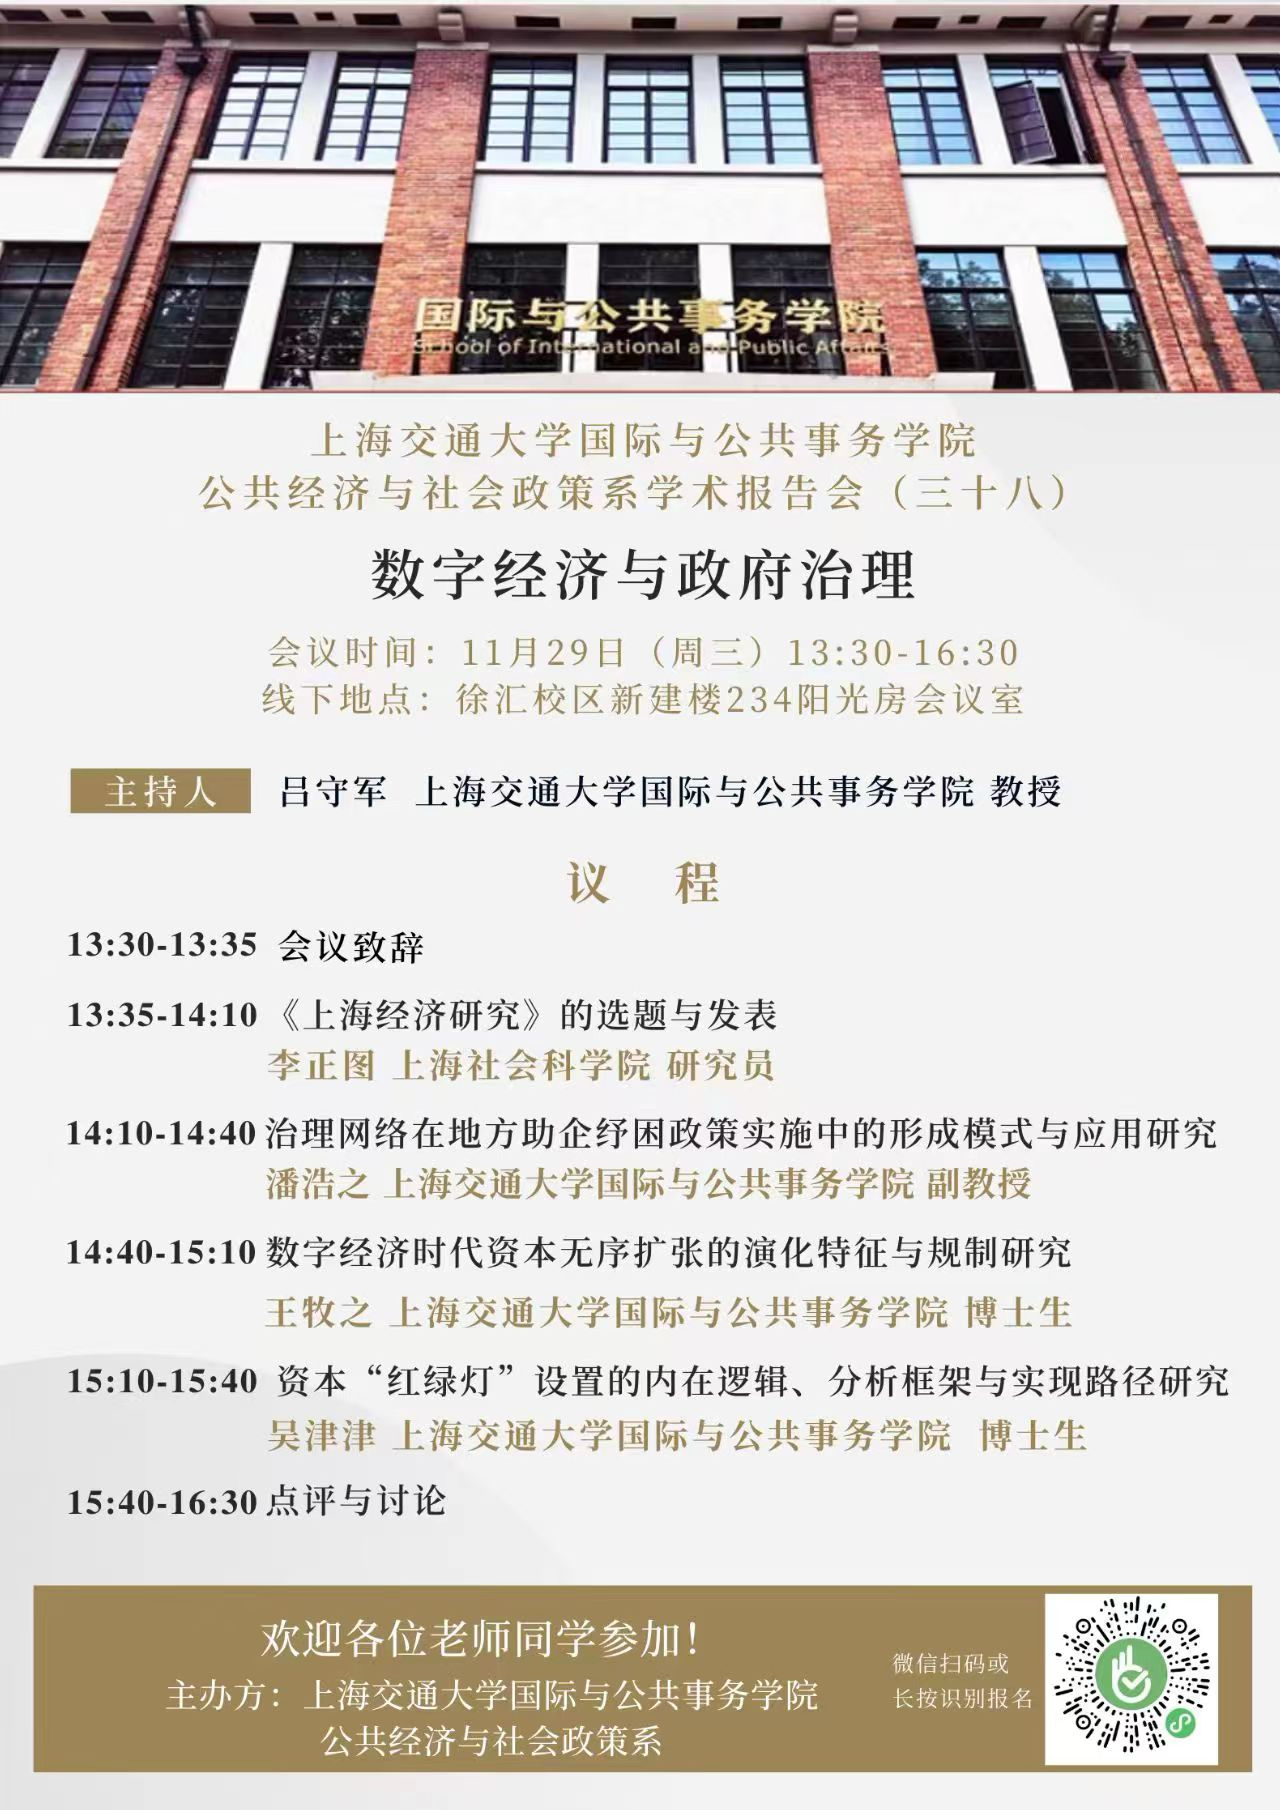 国际与公共事务学院
School of International and Public Affairs
上海交通大学国际与公共事务学院
公共经济与社会政策系学术报告会（三十八）
数字经济与政府治理
会议时间：11月29日（周三）13:30-16:30
线下地点：徐汇校区新建楼234阳光房会议室
主持人 吕守军 上海交通大学国际与公共事务学院 教授
议 程
13:30-13:35 会议致辞
13:35-14:10 《上海经济研究》的选题与发表
李正图 上海社会科学院 研究员
14:10-14:40 治理网络在地方助企纾困政策实施中的形成模式与应用研究
潘浩之 上海交通大学国际与公共事务学院 副教授
14:40-15:10 数字经济时代资本无序扩张的演化特征与规制研究
王牧之 上海交通大学国际与公共事务学院 博士生
15:10-15:40 资本“红绿灯”设置的内在逻辑、分析框架与实现路径研究
吴津津 上海交通大学国际与公共事务学院 博士生
15:40-16:30 点评与讨论
欢迎各位老师同学参加！
主办方：上海交通大学国际与公共事务学院
公共经济与社会政策系
微信扫码或
长按识别报名